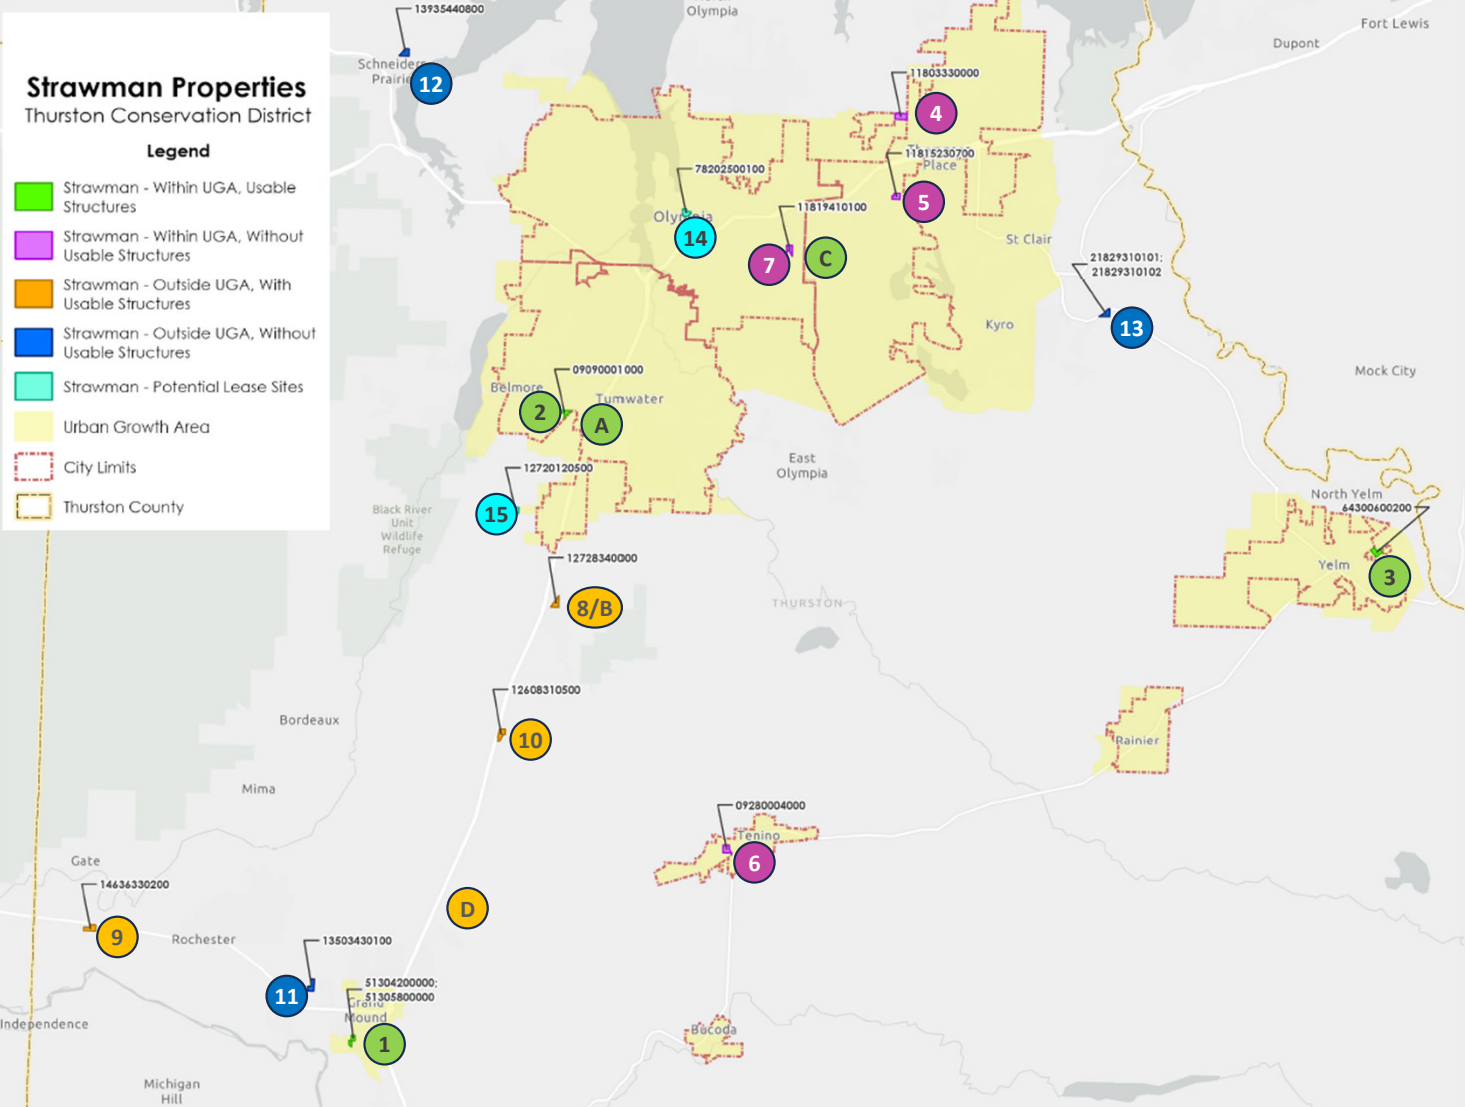 Strawman Properties
Thurston Conservation District
Legend
Strawman - Within UGA, Usable
Structures
Strawman - Within UGA, Without
Usable Structures
Strawman - Outside UGA, With
Usable Structures
Strawman - Outside UGA, Without
Usable Structures
Strawman - Potential Lease Sites
Urban Growth Area
City Limits
Thurston County
13935440800
Schneiders
Prairie
12
Olympia
Fort Lewis
Dupont
11803330000
4
11815230700
Place
5
78202500100
Olympia
14
11819410100
7
C
St Clair
21829310101;
21829310102
13
Kyro
Mock City
09090001000
Belmore
2
Tumwater
A
East
Olympia
12720120500
15
Black River
Unit
Wildlife
Refuge
North Yelm
64300600200
Yelm
3
12728340000
8/B
THURSTON
12608310500
10
Bordeaux
Rainier
Mima
09280004000
Tenino
6
Gate
14636330200
9
Rochester
D
13503430100
11
51304200000;
51305800000
Grand
Mound
1
Independence
Bucoda
Michigan
Hill